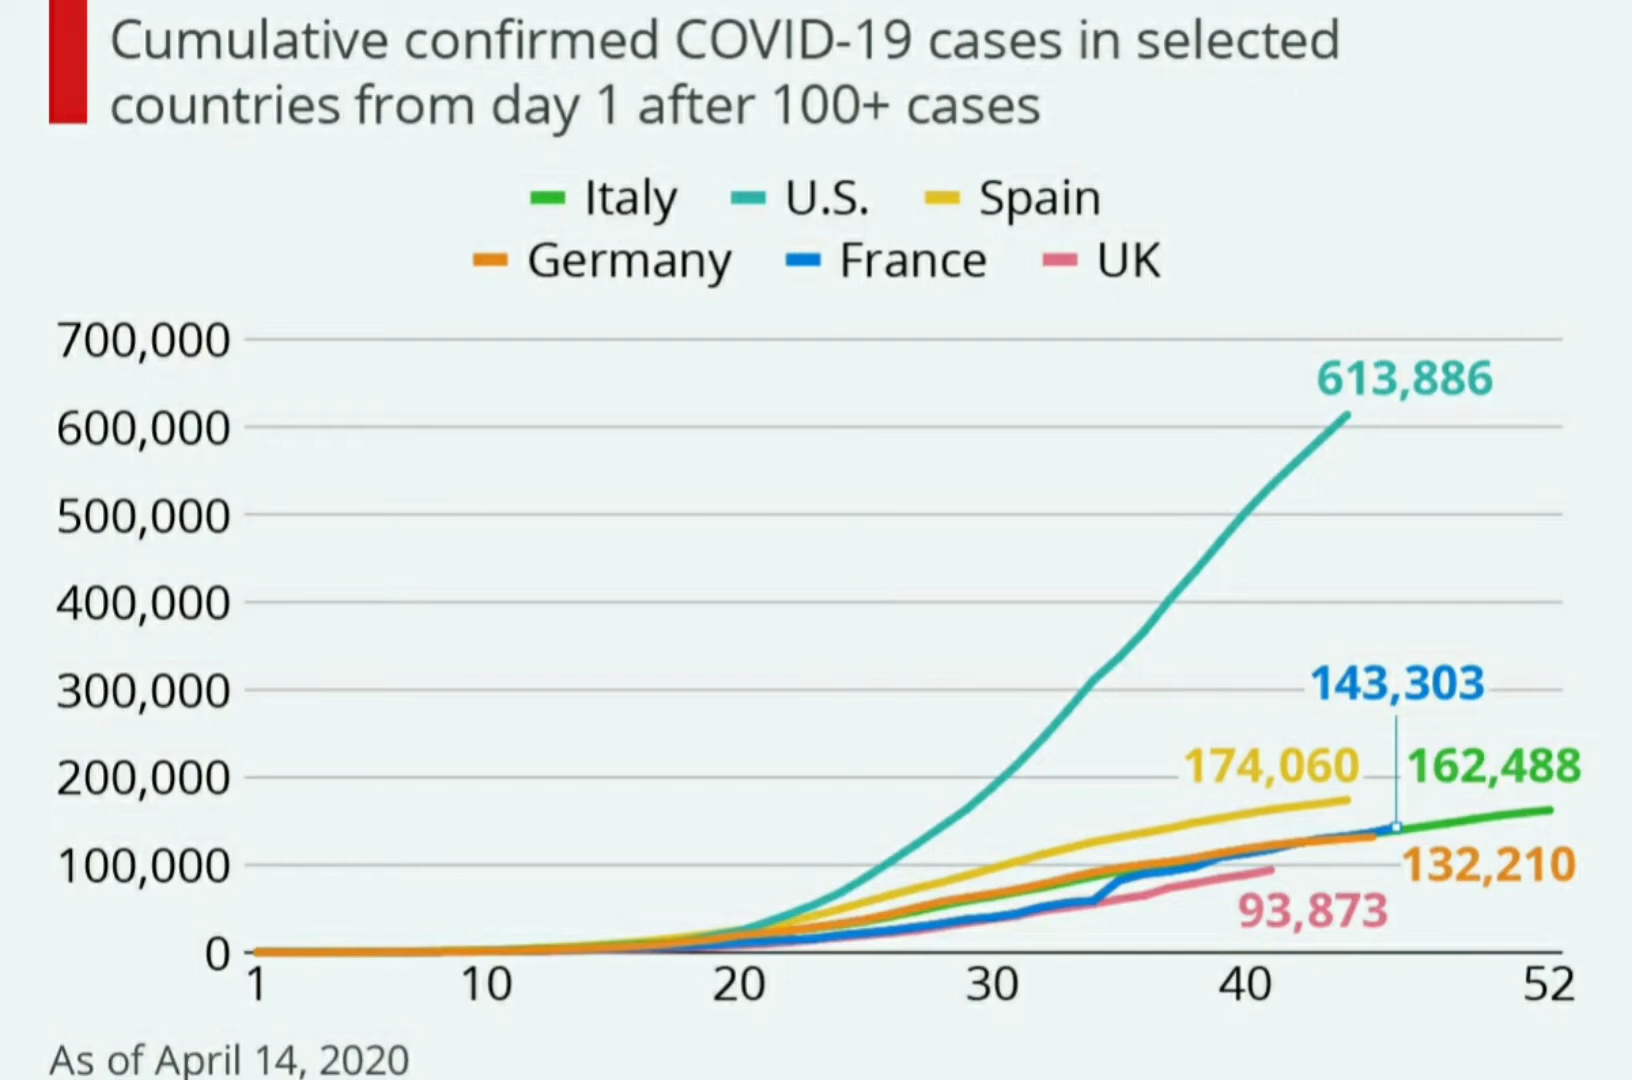 Cumulative confirmed COVID-19 cases in selected
countries from day 1 after 100+ cases
Italy U.S. Spain
Germany France UK
700,000
613,886
600,000
500,000
400,000
300,000
143,303
200,000
174,060
162,488
100,000
132,210
93,873
0
1 10 20 30 40 52
As of April 14, 2020